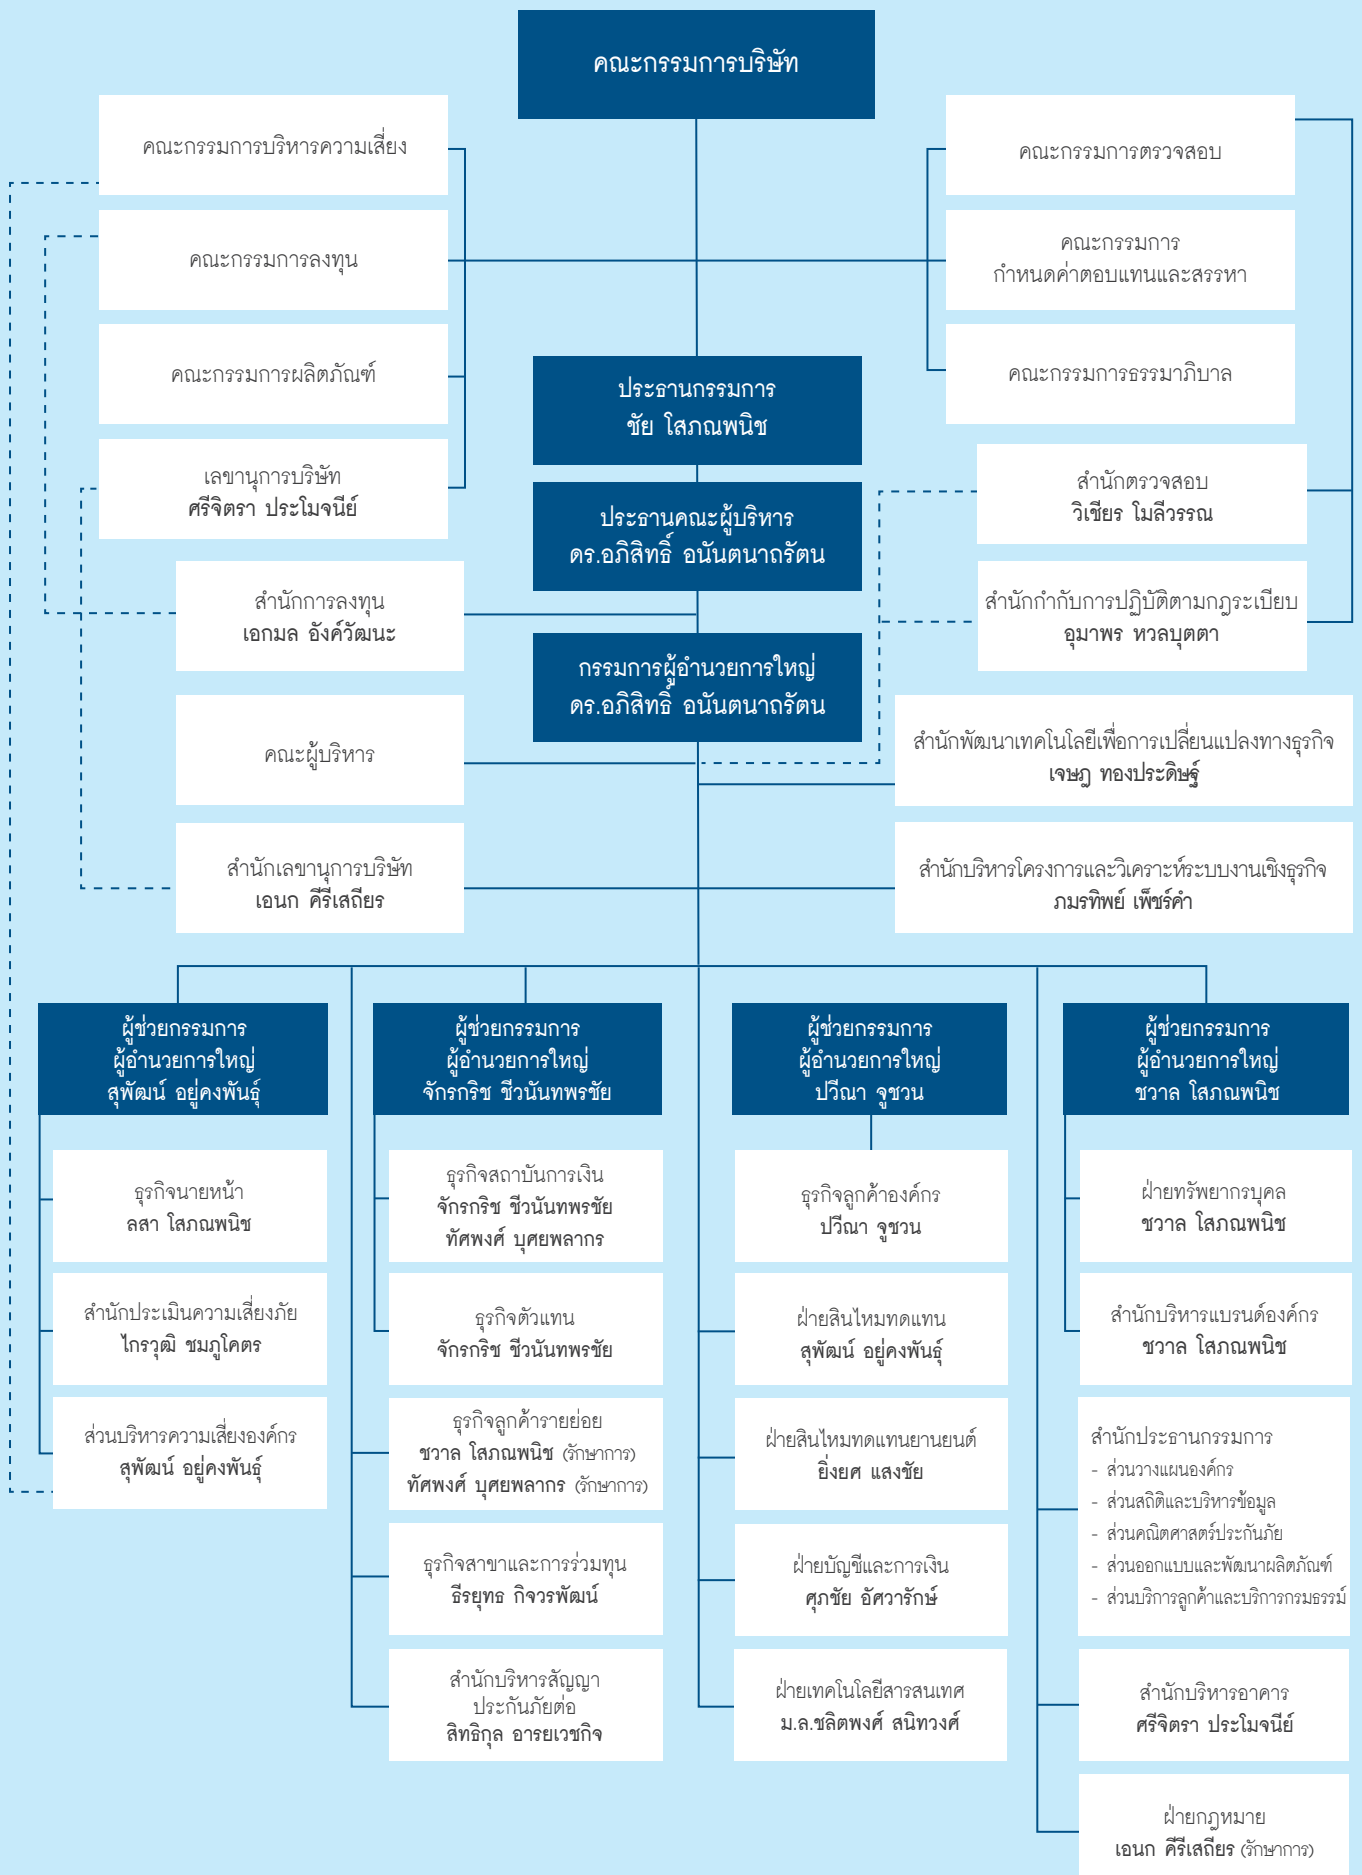 คณะกรรมการบริษัท
คณะกรรมการบริหารความเสี่ยง
คณะกรรมการตรวจสอบ
คณะกรรมการลงทุน
คณะกรรมการ
กำหนดค่าตอบแทนและสรรหา
คณะกรรมการผลิตภัณฑ์
คณะกรรมการธรรมาภิบาล
ประธานกรรมการ
ชัย โสภณพนิช
เลขานุการบริษัท
ศรีจิตรา ประโมจนีย์
ประธานคณะผู้บริหาร
ดร.อภิสิทธิ์ อนันตนาถรัตน
สำนักตรวจสอบ
วิเชียร โมลีวรรณ
สำนักการลงทุน
เอกมล อังค์วัฒนะ
สำนักกำกับการปฏิบัติตามกฎระเบียบ
อุมาพร หวลบุตตา
กรรมการผู้อำนวยการใหญ่
ดร.อภิสิทธิ์ อนันตนาถรัตน
คณะผู้บริหาร
สำนักพัฒนาเทคโนโลยีเพื่อการเปลี่ยนแปลงทางธุรกิจ
เจษฎ ทองประดิษฐ์
สำนักเลขานุการบริษัท
เอนก คีรีเสถียร
สำนักบริหารโครงการและวิเคราะห์ระบบงานเชิงธุรกิจ
ภมรทิพย์ เพ็ชร์คำ
ผู้ช่วยกรรมการ
ผู้อำนวยการใหญ่
สุพัฒน์ อยู่คงพันธุ์
ผู้ช่วยกรรมการ
ผู้อำนวยการใหญ่
จักรกริช ชีวนันทพรชัย
ผู้ช่วยกรรมการ
ผู้อำนวยการใหญ่
ปวีณา จูชวน
ผู้ช่วยกรรมการ
ผู้อำนวยการใหญ่
ชวาล โสภณพนิช
ธุรกิจนายหน้า
ลสา โสภณพนิช
สำนักประเมินความเสี่ยงภัย
ไกรวุฒิ ชมภูโคตร
ส่วนบริหารความเสี่ยงองค์กร
สุพัฒน์ อยู่คงพันธุ์
ธุรกิจสถาบันการเงิน
จักรกริช ชีวนันทพรชัย
ทัศพงศ์ บุศยพลากร
ธุรกิจตัวแทน
จักรกริช ชีวนันทพรชัย
ธุรกิจลูกค้ารายย่อย
ชวาล โสภณพนิช (รักษาการ)
ทัศพงศ์ บุศยพลากร (รักษาการ)
ธุรกิจสาขาและการร่วมทุน
ธีรยุทธ กิจวรพัฒน์
สำนักบริหารสัญญา
ประกันภัยต่อ
สิทธิกุล อารยเวชกิจ
ธุรกิจลูกค้าองค์กร
ปวีณา จูชวน
ฝ่ายสินไหมทดแทน
สุพัฒน์ อยู่คงพันธุ์
ฝ่ายสินไหมทดแทนยานยนต์
ยิ่งยศ แสงชัย
ฝ่ายบัญชีและการเงิน
ศุภชัย อัศวารักษ์
ฝ่ายเทคโนโลยีสารสนเทศ
ม.ล.ชลิตพงศ์ สนิทวงศ์
ฝ่ายทรัพยากรบุคล
ชวาล โสภณพนิช
สำนักบริหารแบรนด์องค์กร
ชวาล โสภณพนิช
สำนักประธานกรรมการ
- ส่วนวางแผนองค์กร
- ส่วนสถิติและบริหารข้อมูล
- ส่วนคณิตศาสตร์ประกันภัย
- ส่วนออกแบบและพัฒนาผลิตภัณฑ์
- ส่วนบริการลูกค้าและบริการกรมธรรม์
สำนักบริหารอาคาร
ศรีจิตรา ประโมจนีย์
ฝ่ายกฎหมาย
เอนก คีรีเสถียร (รักษาการ)